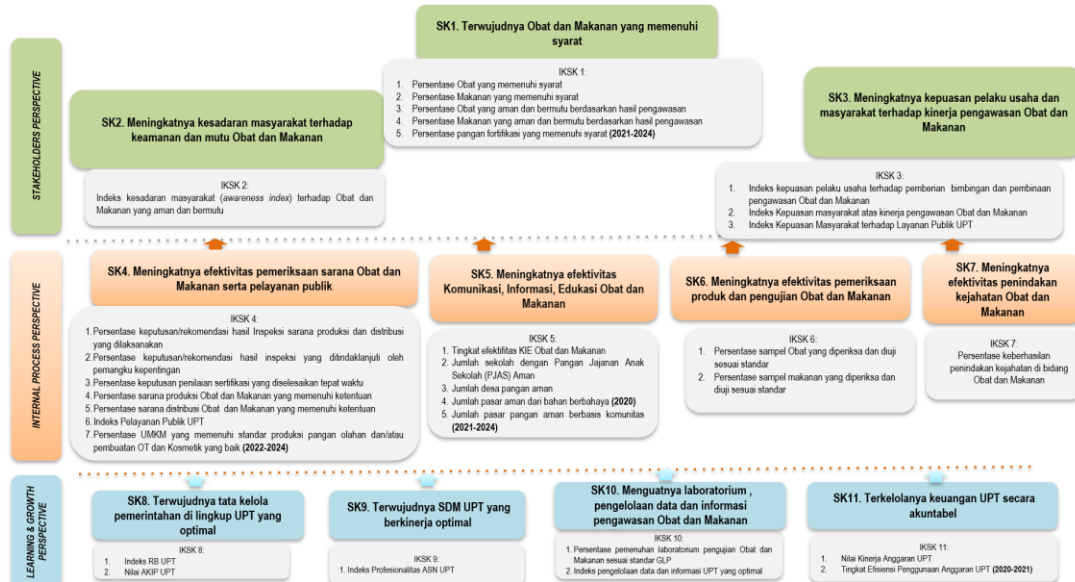 STAKEHOLDERS PERSPECTIVE
SK1. Terwujudnya Obat dan Makanan yang memenuhi
syarat
IKSK 1:
1. Persentase Obat yang memenuhi syarat
2. Persentase Makanan yang memenuhi syarat
3. Persentase Obat yang aman dan bermutu berdasarkan hasil pengawasan
4. Persentase Makanan yang aman dan bermutu berdasarkan hasil pengawasan
5. Persentase pangan fortifikasi yang memenuhi syarat (2021-2024)
SK2. Meningkatnya kesadaran masyarakat terhadap
keamanan dan mutu Obat dan Makanan
IKSK 2:
Indeks kesadaran masyarakat (awareness index) terhadap Obat dan
Makanan yang aman dan bermutu
SK3. Meningkatnya kepuasan pelaku usaha dan
masyarakat terhadap kinerja pengawasan Obat dan
Makanan
IKSK 3:
1. Indeks kepuasan pelaku usaha terhadap pemberian bimbingan dan pembinaan
pengawasan Obat dan Makanan
2. Indeks Kepuasan masyarakat atas kinerja pengawasan Obat dan Makanan
3. Indeks Kepuasan Masyarakat terhadap Layanan Publik UPT
INTERNAL PROCESS PERSPECTIVE
SK4. Meningkatnya efektivitas pemeriksaan sarana Obat dan
Makanan serta pelayanan publik
IKSK 4:
1.Persentase keputusan/rekomendasi hasil Inspeksi sarana produksi dan distribusi
yang dilaksanakan
2.Persentase keputusan/rekomendasi hasil inspeksi yang ditindaklanjuti oleh
pemangku kepentingan
3.Persentase keputusan penilaian sertifikasi yang diselesaikan tepat waktu
4.Persentase sarana produksi Obat dan Makanan yang memenuhi ketentuan
5.Persentase sarana distribusi Obat dan Makanan yang memenuhi ketentuan
6.Indeks Pelayanan Publik UPT
7.Persentase UMKM yang memenuhi standar produksi pangan olahan dan/atau
pembuatan OT dan Kosmetik yang baik (2022-2024)
SK5. Meningkatnya efektivitas
Komunikasi, Informasi, Edukasi Obat dan
Makanan
IKSK 5:
1. Tingkat efektifitas KIE Obat dan Makanan
2. Jumlah sekolah dengan Pangan Jajanan Anak
Sekolah (PJAS) Aman
3. Jumlah desa pangan aman
4. Jumlah pasar aman dari bahan berbahaya (2020)
5. Jumlah pasar pangan aman berbasis komunitas
(2021-2024)
SK6. Meningkatnya efektivitas pemeriksaan
produk dan pengujian Obat dan Makanan
IKSK 6:
1. Persentase sampel Obat yang diperiksa dan diuji
sesuai standar
2. Persentase sampel makanan yang diperiksa dan
diuji sesuai standar
SK7. Meningkatnya
efektivitas penindakan
kejahatan Obat dan
Makanan
IKSK 7:
Persentase keberhasilan
penindakan kejahatan di bidang
Obat dan Makanan
LEARNING & GROWTH
PERSPECTIVE
SK8. Terwujudnya tata kelola
pemerintahan di lingkup UPT yang
optimal
IKSK 8:
1. Indeks RB UPT
2. Nilai AKIP UPT
SK9. Terwujudnya SDM UPT yang
berkinerja optimal
IKSK 9:
1. Indeks Profesionalitas ASN UPT
SK10. Menguatnya laboratorium ,
pengelolaan data dan informasi
pengawasan Obat dan Makanan
IKSK 10:
1. Persentase pemenuhan laboratorium pengujian Obat dan
Makanan sesuai standar GLP
2. Indeks pengelolaan data dan informasi UPT yang optimal
SK11. Terkelolanya keuangan UPT secara
akuntabel
IKSK 11:
1. Nilai Kinerja Anggaran UPT
2. Tingkat Efisiensi Penggunaan Anggaran UPT (2020-2021)